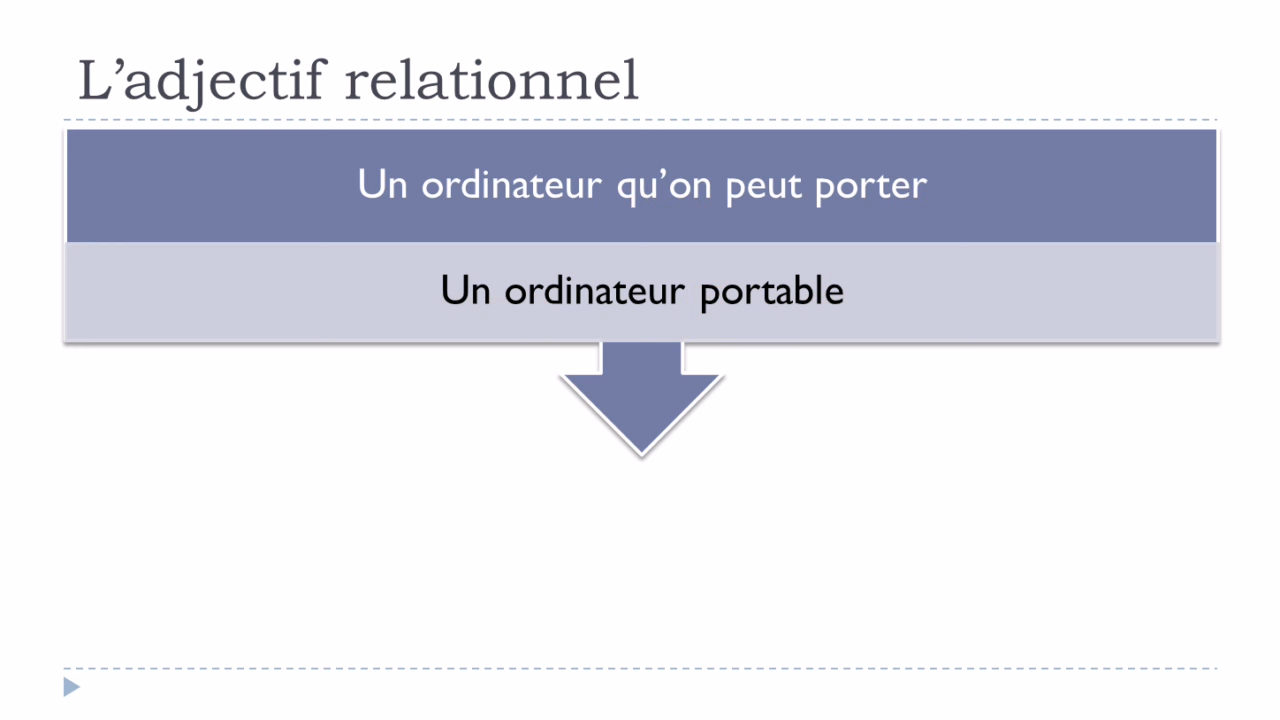 L’adjectif relationnel
Un ordinateur qu’on peut porter
Un ordinateur portable